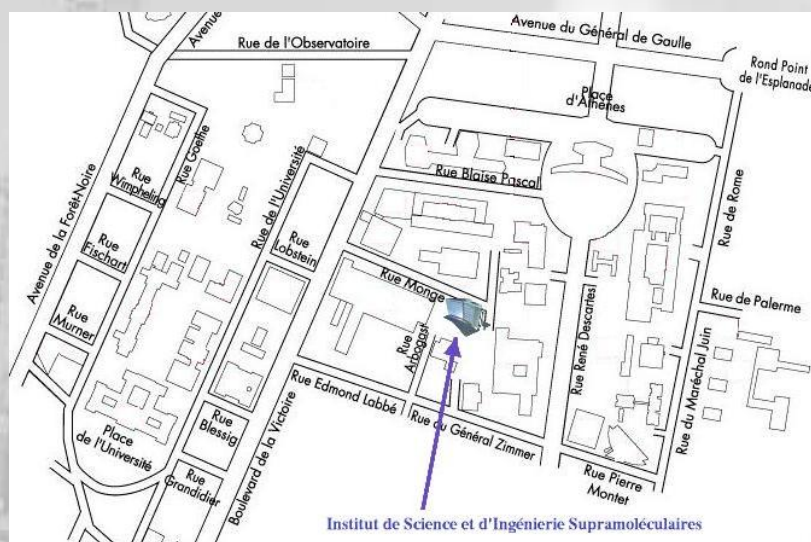 Avenue
Avenue du Général de Gaulle
Rue de l'Observatoire
Rond Point
de l'Esplanade
Place
d'Athènes
Rue
Wimpheling
Rue Goethe
Rue de l'Université
Rue Blaise Pascal
Avenue de la Forêt-Noire
Rue
Fischart
Rue
Lobstein
Rue de Rome
Rue Monge
Rue de Palerme
Rue
Murner
Rue
Arbogast
Rue René Descartes
Rue du Maréchal Juin
Rue Edmond Labbé
Rue du Général Zimmer
Rue
Blessig
Place
de l'Université
Boulevard de la Victoire
Rue
Grandidier
Rue Pierre
Montet
Institut de Science et d'Ingénierie Supramoléculaires